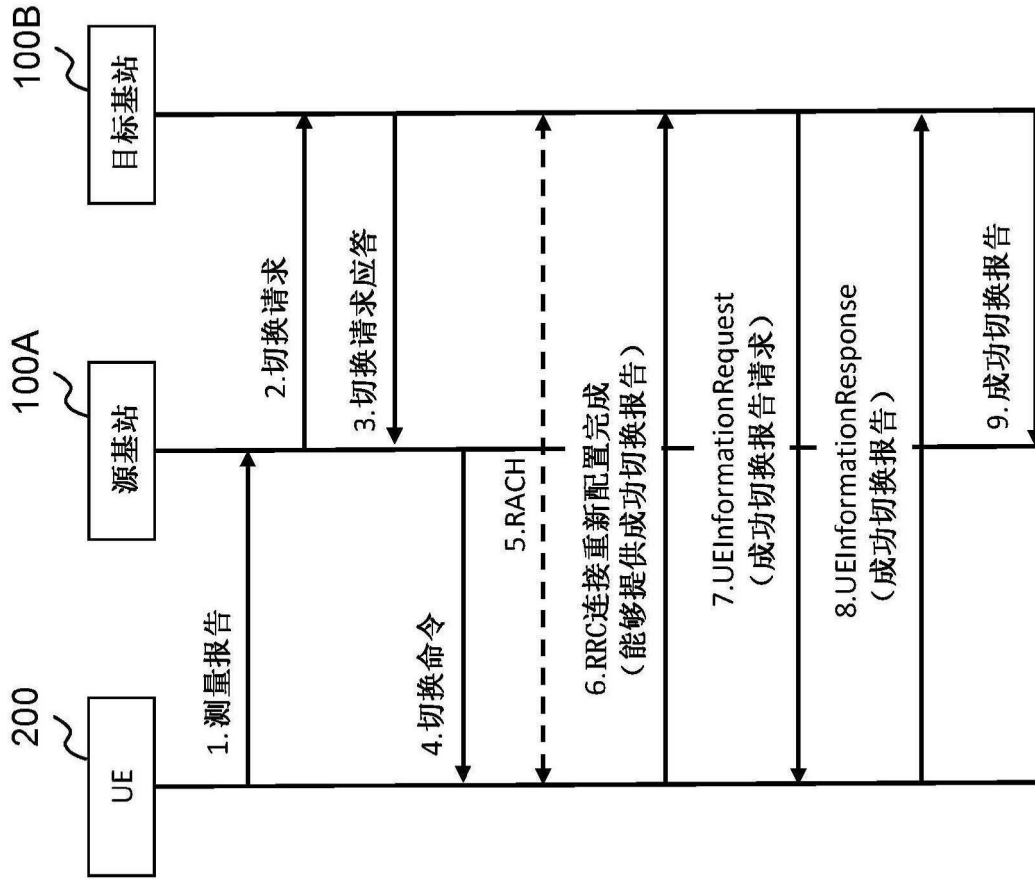 200
100A
100B
UE
源基站
目标基站
1.测量报告
2.切换请求
3.切换请求应答
4.切换命令
5.RACH
6.RRC连接重新配置完成
（能够提供成功切换报告）
7.UEInformationRequest
（成功切换报告请求）
8.UEInformationResponse
（成功切换报告）
9.成功切换报告